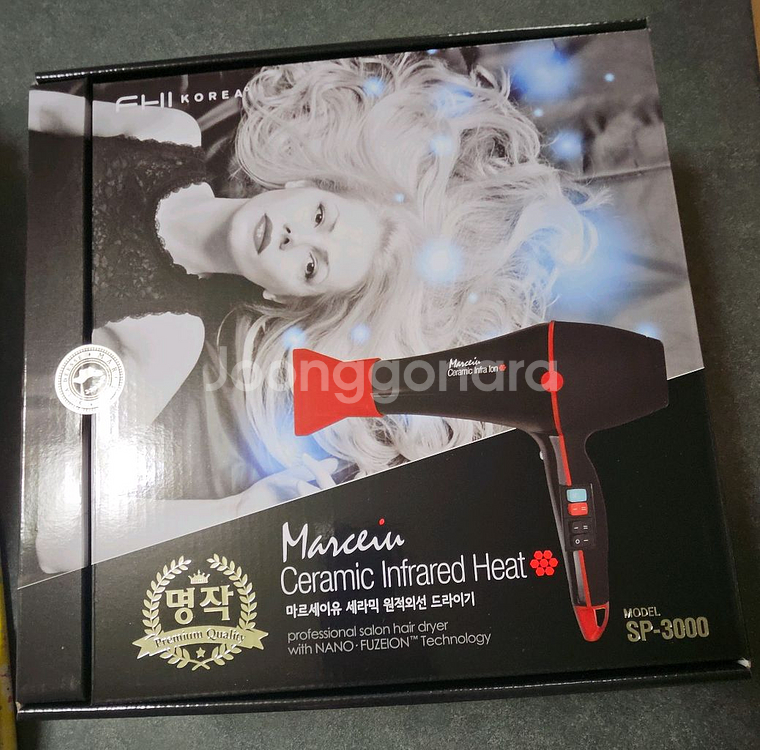 FHI KOREA
Joonggonara
Marceiu
Ceramic Infra Ion
Marceiu
Ceramic Infrared Heat
마르세이유 세라믹 원적외선 드라이기
professional salon hair dryer
with NANO·FUZEION™ Technology
명작
Premium Quality
MODEL
SP-3000